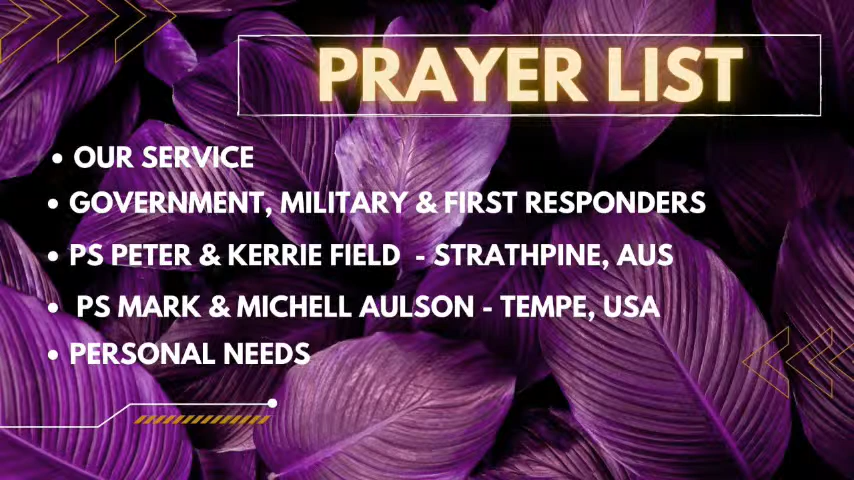 PRAYER LIST
• OUR SERVICE
• GOVERNMENT, MILITARY & FIRST RESPONDERS
• PS PETER & KERRIE FIELD - STRATHPINE, AUS
• PS MARK & MICHELL AULSON - TEMPE, USA
• PERSONAL NEEDS